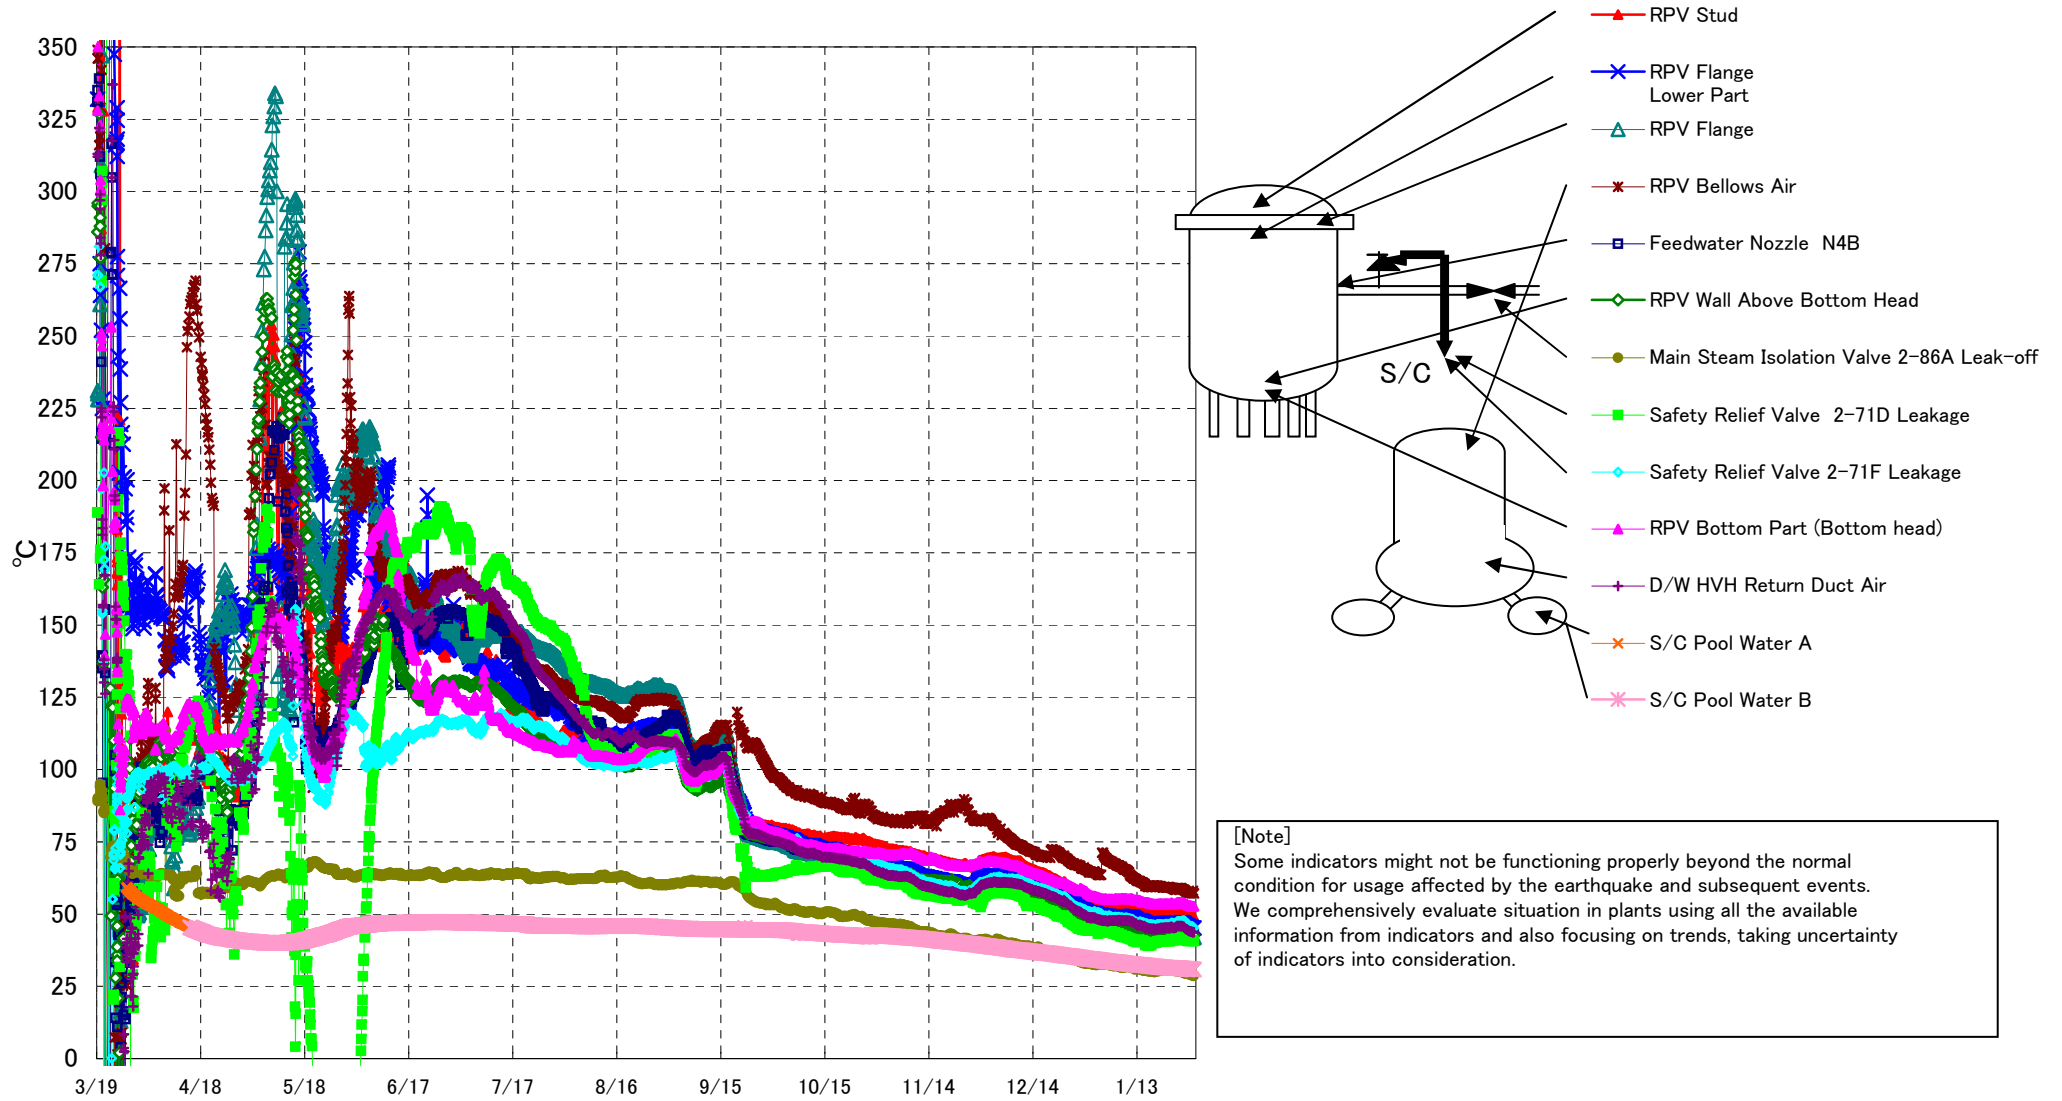 350
325
300
275
250
225
200
175
150
125
100
75
50
25
0
℃
3/19
4/18
5/18
6/17
7/17
8/16
9/15
10/15
11/14
12/14
1/13
RPV Stud
RPV Flange
Lower Part
RPV Flange
RPV Bellows Air
Feedwater Nozzle N4B
RPV Wall Above Bottom Head
Main Steam Isolation Valve 2-86A Leak-off
Safety Relief Valve 2-71D Leakage
Safety Relief Valve 2-71F Leakage
RPV Bottom Part (Bottom head)
D/W HVH Return Duct Air
S/C Pool Water A
S/C Pool Water B
S/C
[Note]
Some indicators might not be functioning properly beyond the normal
condition for usage affected by the earthquake and subsequent events.
We comprehensively evaluate situation in plants using all the available
information from indicators and also focusing on trends, taking uncertainty
of indicators into consideration.